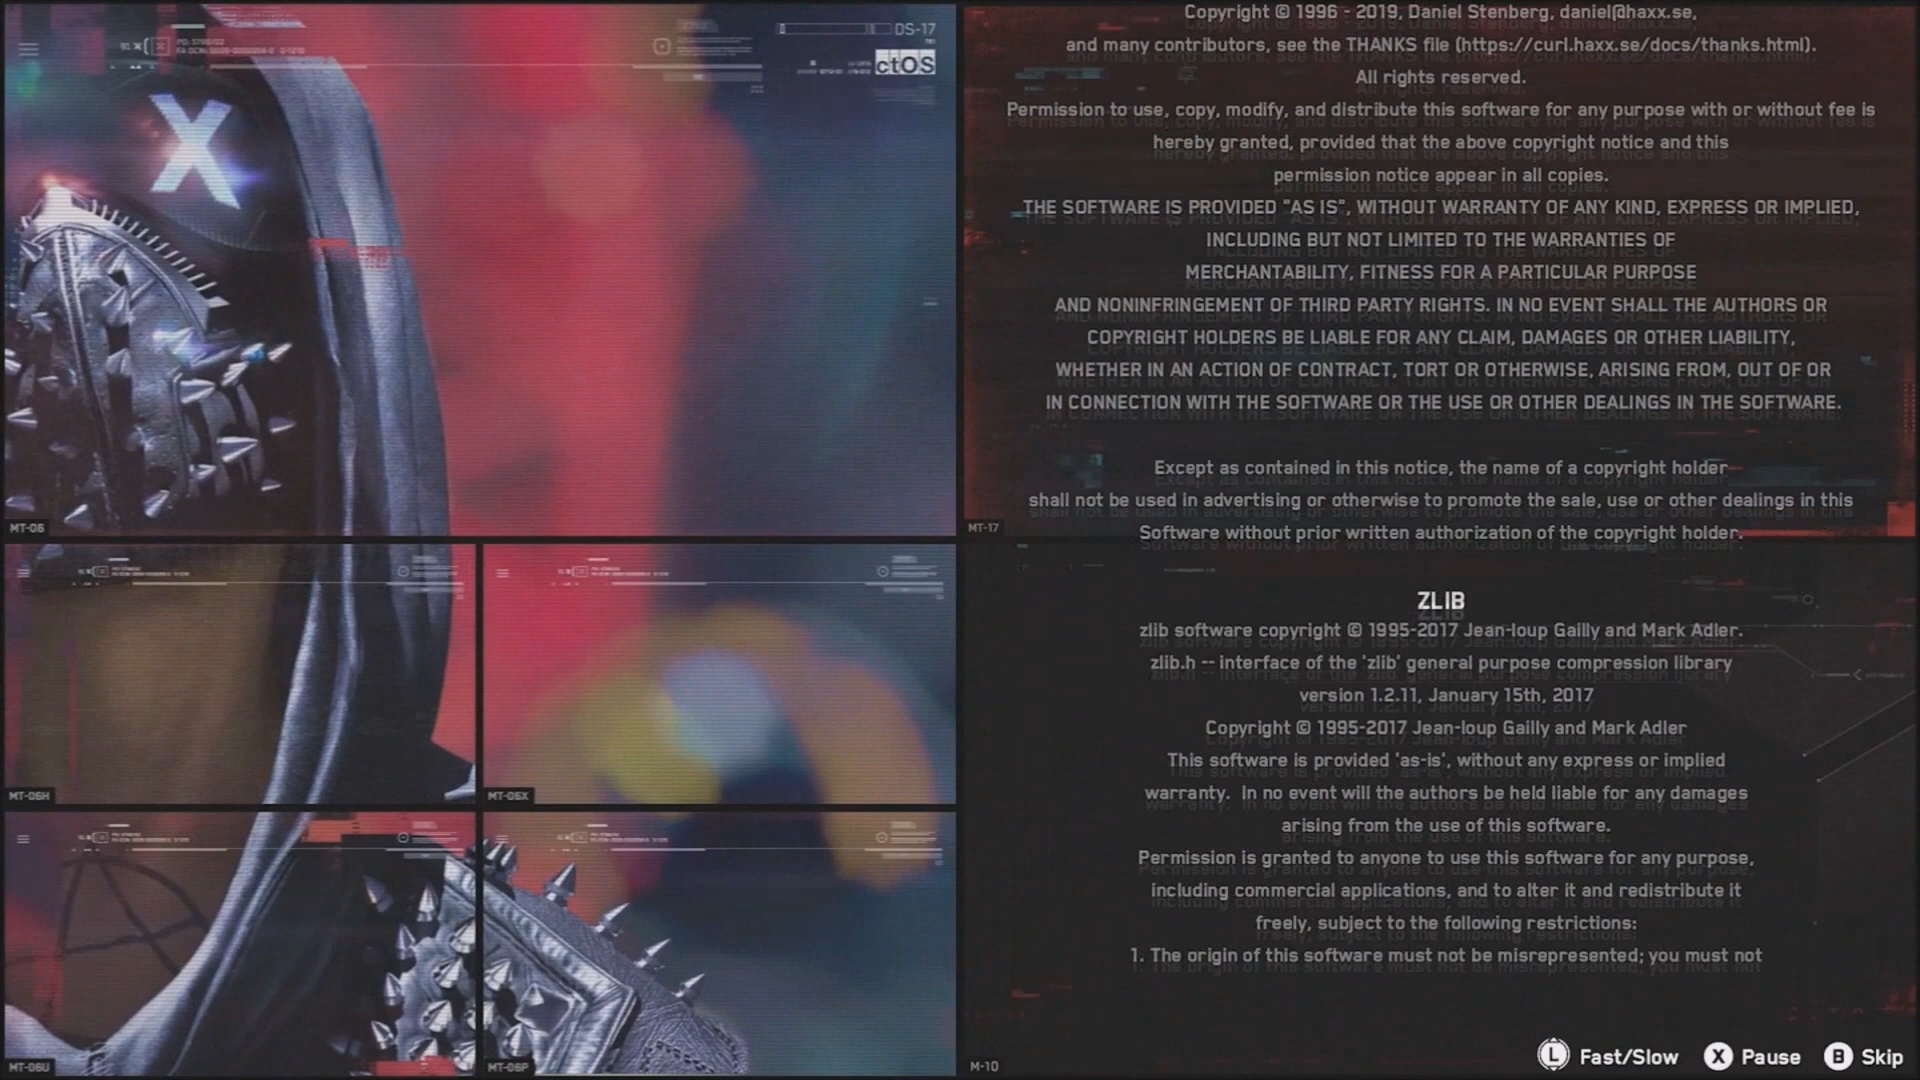 DS-17
ctOS
X
MT-06
MT-06H
MT-06X
MT-06U
MT-06P
Copyright © 1996 - 2019, Daniel Stenberg, daniel@haxx.se,
and many contributors, see the THANKS file (https://curl.haxx.se/docs/thanks.html).
All rights reserved.
Permission to use, copy, modify, and distribute this software for any purpose with or without fee is
hereby granted, provided that the above copyright notice and this
permission notice appear in all copies.
THE SOFTWARE IS PROVIDED "AS IS", WITHOUT WARRANTY OF ANY KIND, EXPRESS OR IMPLIED,
INCLUDING BUT NOT LIMITED TO THE WARRANTIES OF
MERCHANTABILITY, FITNESS FOR A PARTICULAR PURPOSE
AND NONINFRINGEMENT OF THIRD PARTY RIGHTS. IN NO EVENT SHALL THE AUTHORS OR
COPYRIGHT HOLDERS BE LIABLE FOR ANY CLAIM, DAMAGES OR OTHER LIABILITY,
WHETHER IN AN ACTION OF CONTRACT, TORT OR OTHERWISE, ARISING FROM, OUT OF OR
IN CONNECTION WITH THE SOFTWARE OR THE USE OR OTHER DEALINGS IN THE SOFTWARE.
Except as contained in this notice, the name of a copyright holder
shall not be used in advertising or otherwise to promote the sale, use or other dealings in this
Software without prior written authorization of the copyright holder.
MT-17
ZLIB
zlib software copyright © 1995-2017 Jean-loup Gailly and Mark Adler.
zlib.h -- interface of the 'zlib' general purpose compression library
version 1.2.11, January 15th, 2017
Copyright © 1995-2017 Jean-loup Gailly and Mark Adler
This software is provided 'as-is', without any express or implied
warranty. In no event will the authors be held liable for any damages
arising from the use of this software.
Permission is granted to anyone to use this software for any purpose,
including commercial applications, and to alter it and redistribute it
freely, subject to the following restrictions:
1. The origin of this software must not be misrepresented; you must not
M-10
L Fast/Slow X Pause B Skip